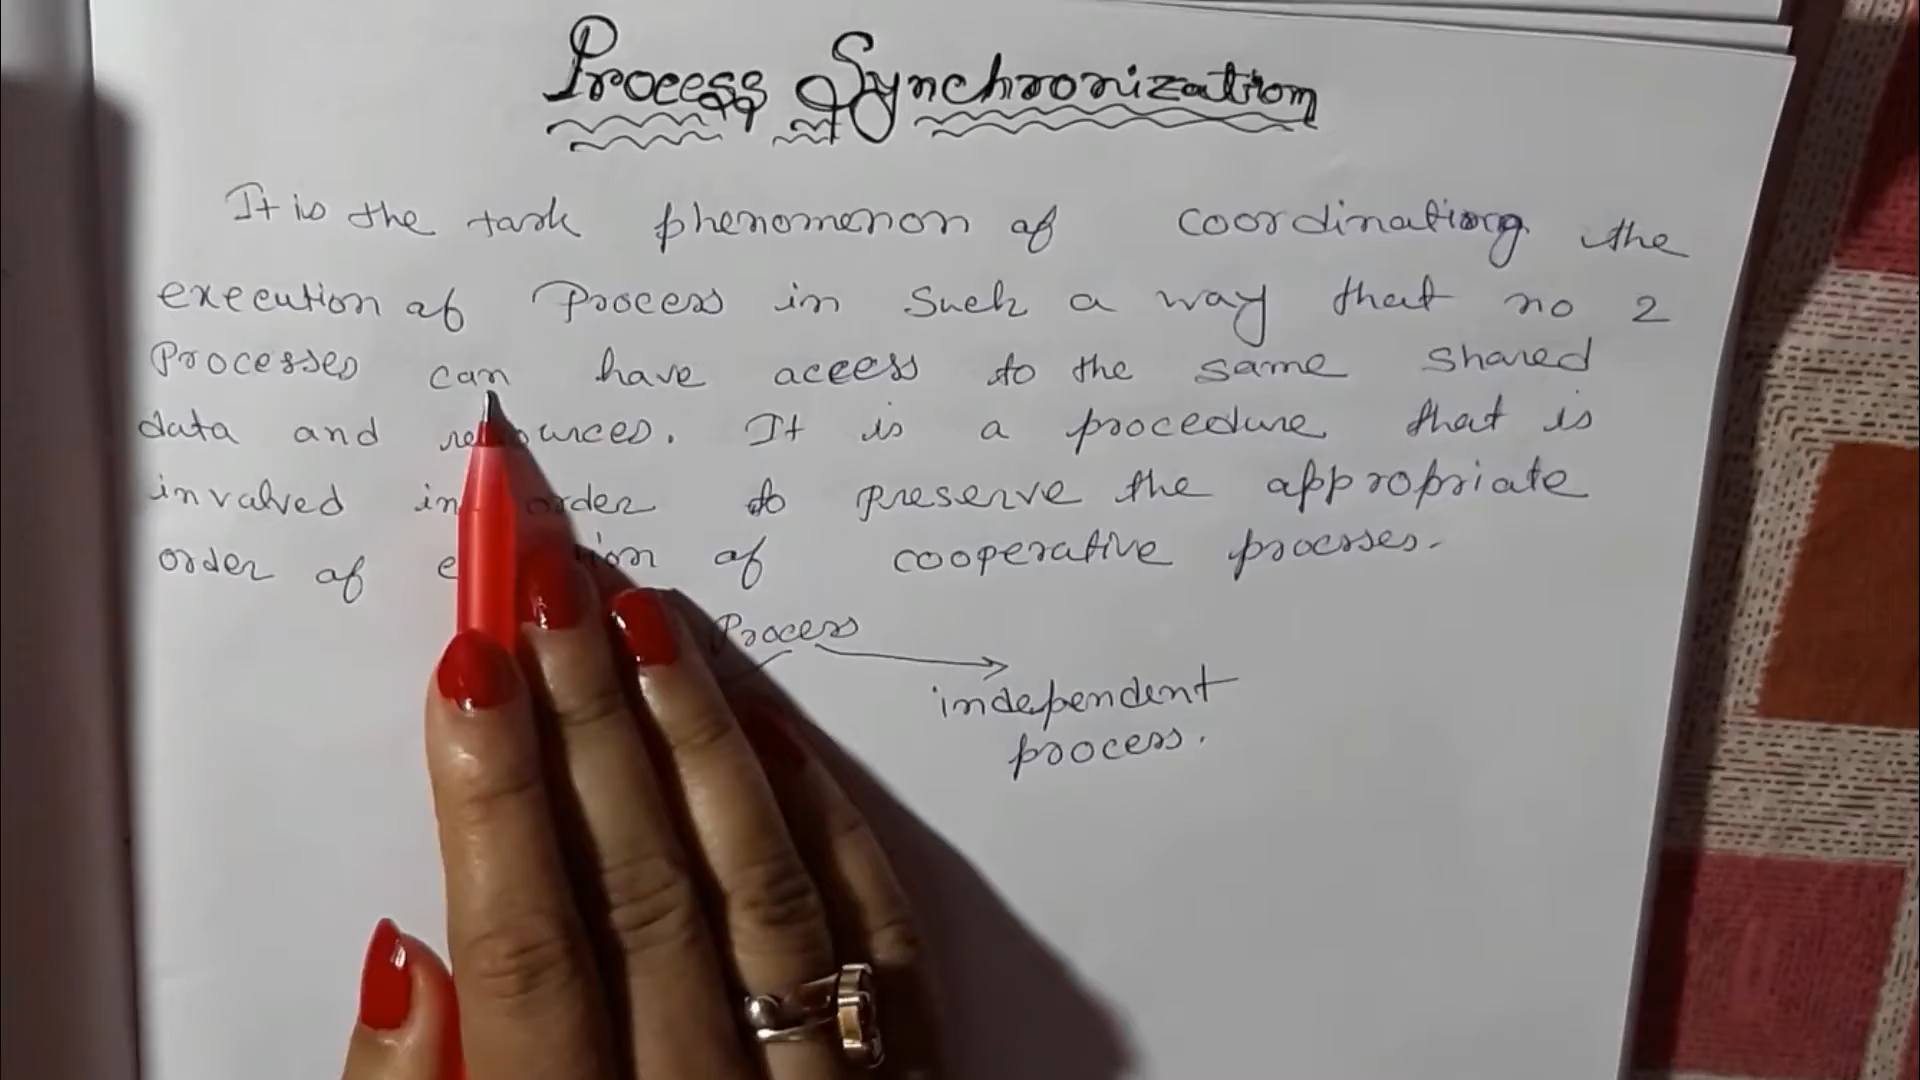 Process Synchronization
It is the task phenomenon of coordinationg the
execution of Process in such a way that no 2
Processes can have access to the same shared
data and resources. It is a procedure that is
involved in order to preserve the appropriate
order of of cooperative processes.
Process
independent
process.